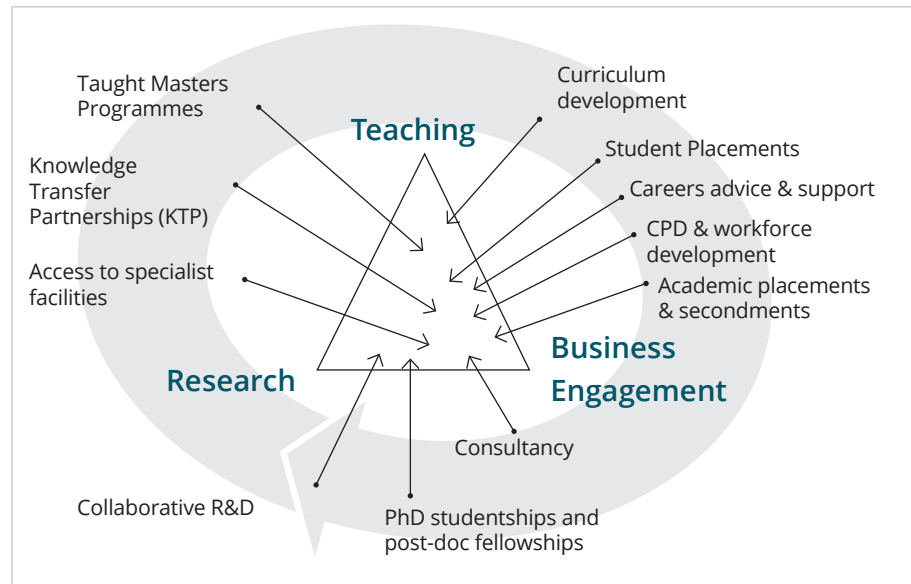 Taught Masters
Programmes
Curriculum
development
Teaching
Knowledge
Transfer
Partnerships (KTP)
Student Placements
Careers advice & support
CPD & workforce
development
Access to specialist
facilities
Academic placements
& secondments
Research
Business
Engagement
Consultancy
Collaborative R&D
PhD studentships and
post-doc fellowships